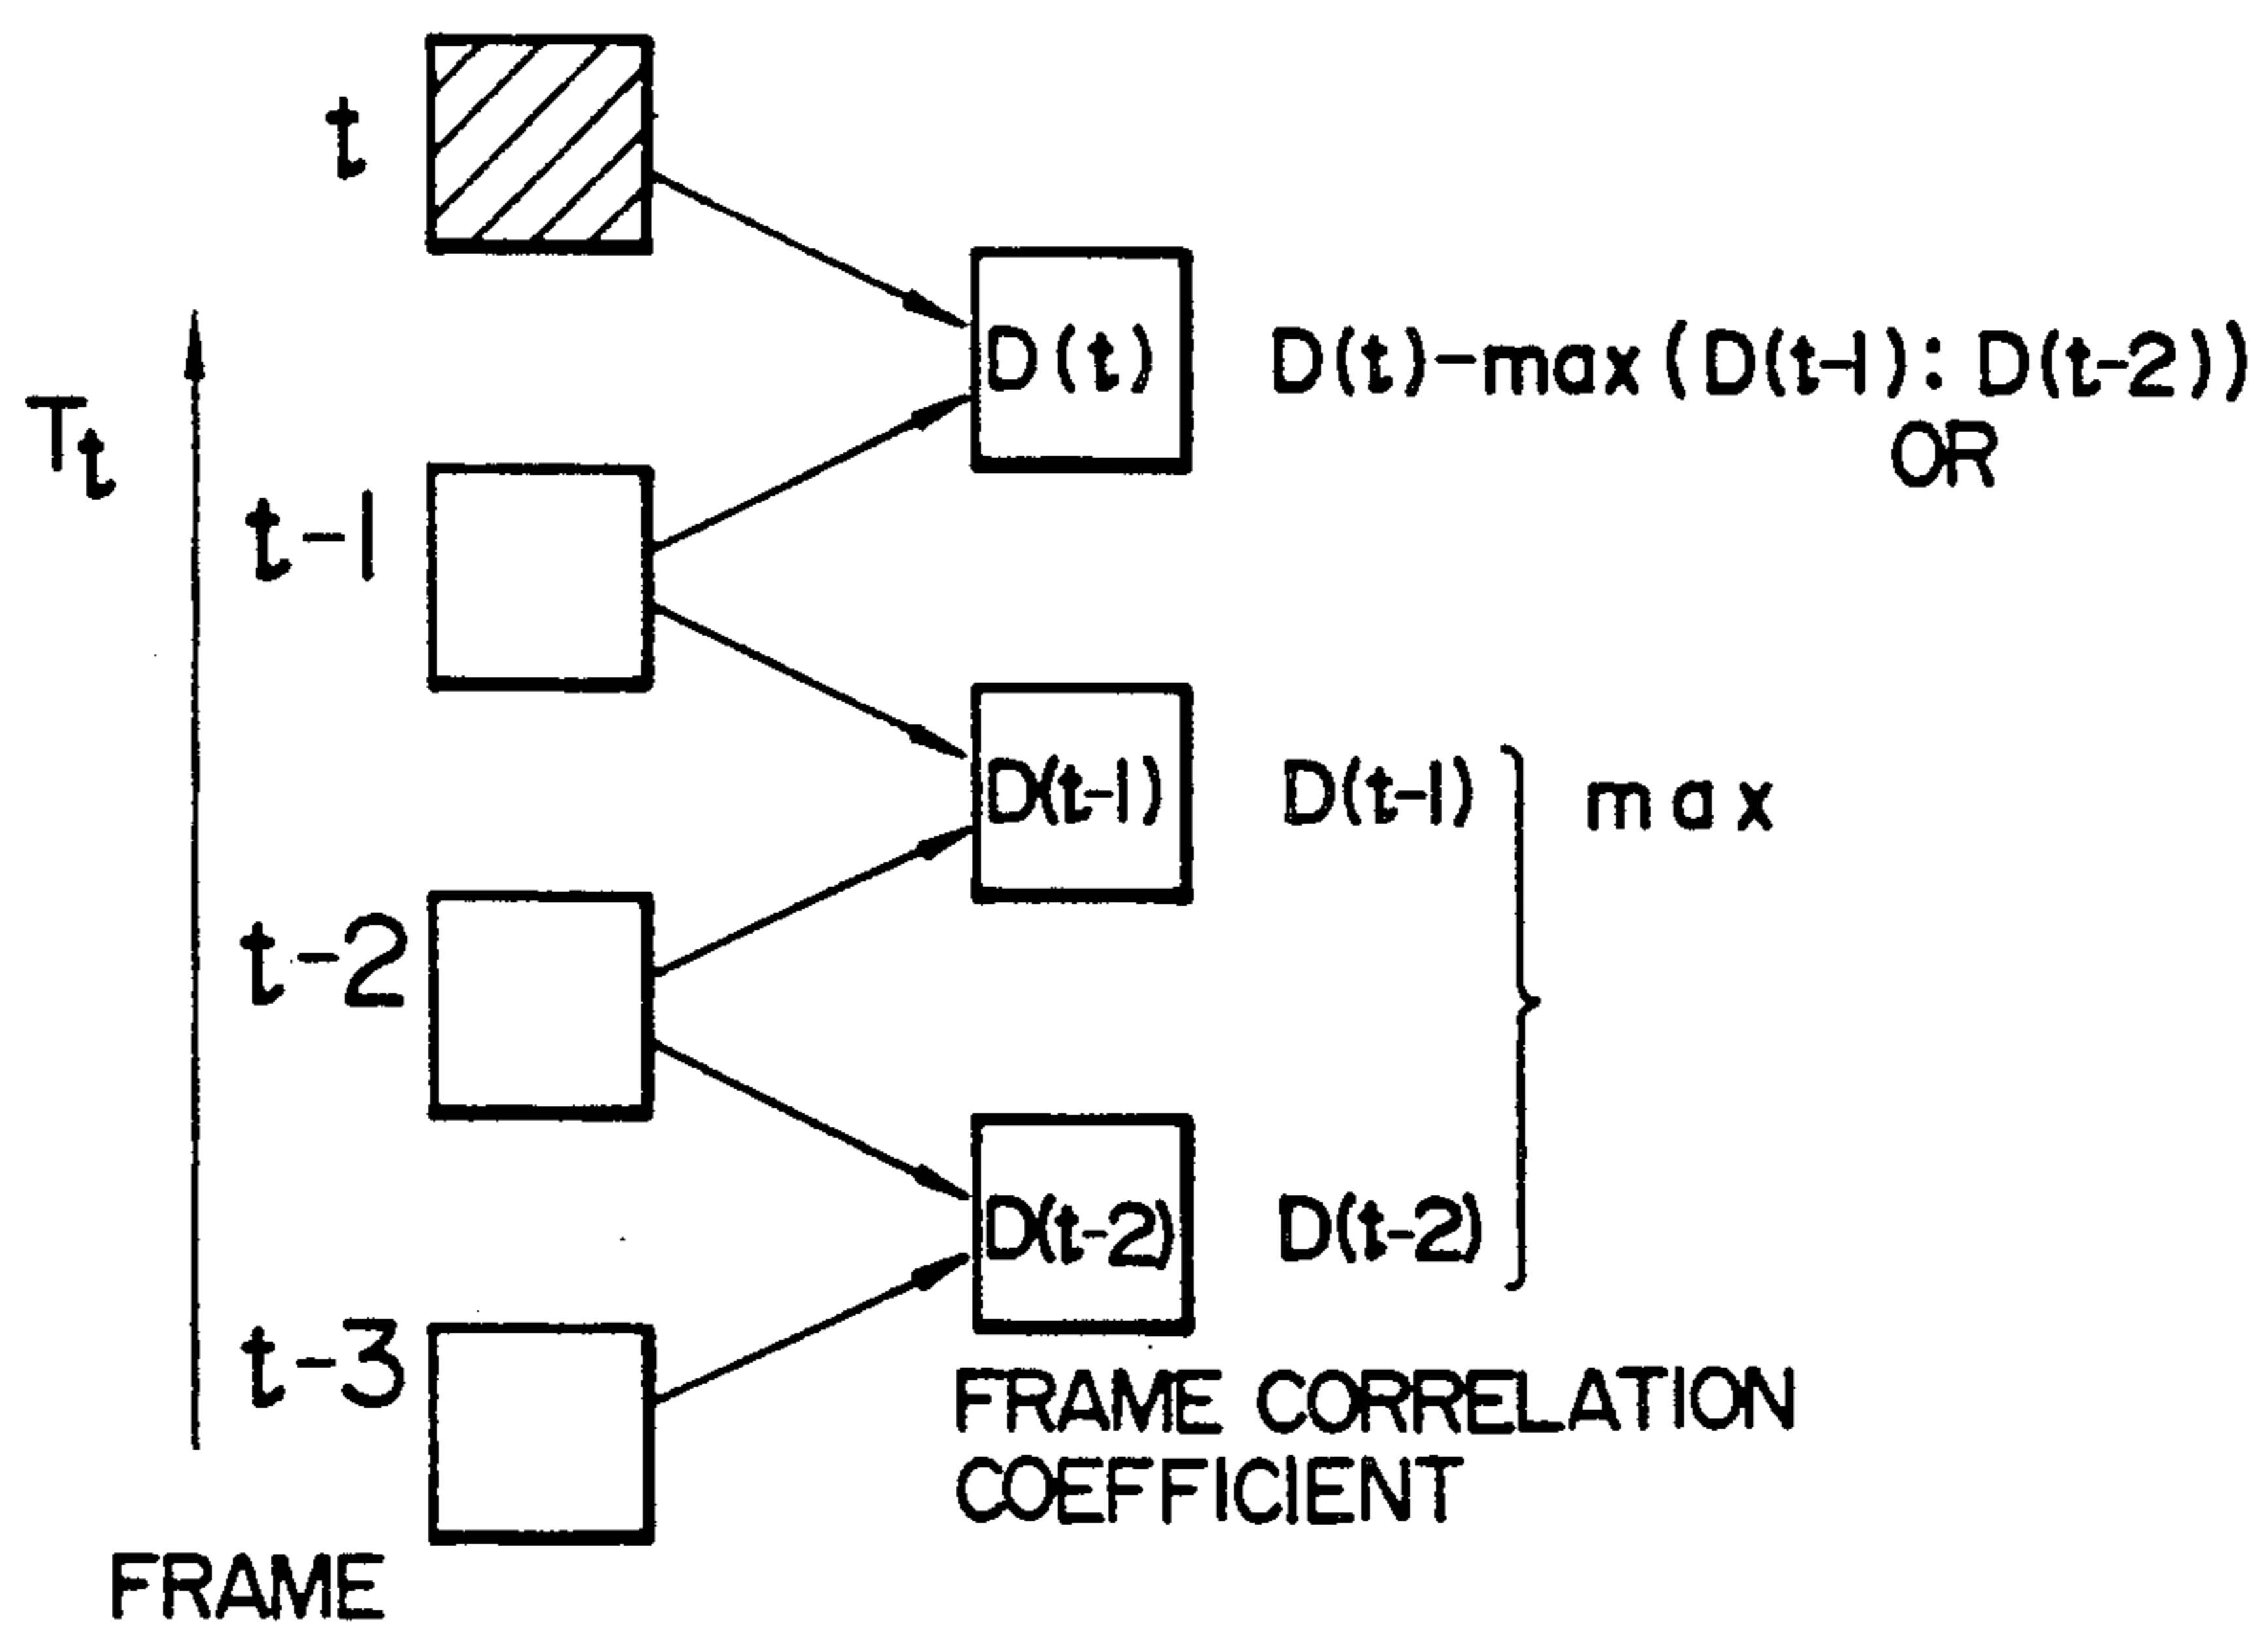 t
D(t)
D(t)-max(D(t-1): D(t-2))
OR
Tt
t-1
D(t-1)
D(t-1)
max
t-2
D(t-2)
D(t-2)
t-3
FRAME CORRELATION
COEFFICIENT
FRAME